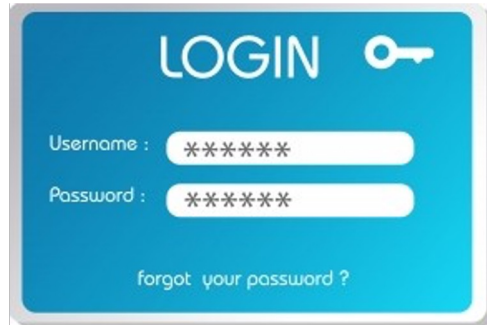 LOGIN
Username : ******
Password : ******
forgot your password ?